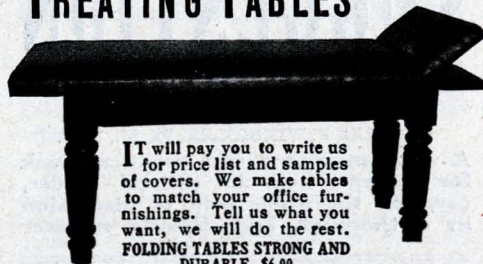 TREATING TABLES
IT will pay you to write us
for price list and samples
of covers. We make tables
to match your office fur-
nishings. Tell us what you
want, we will do the rest.
FOLDING TABLES STRONG AND
DURABLE, $6.00